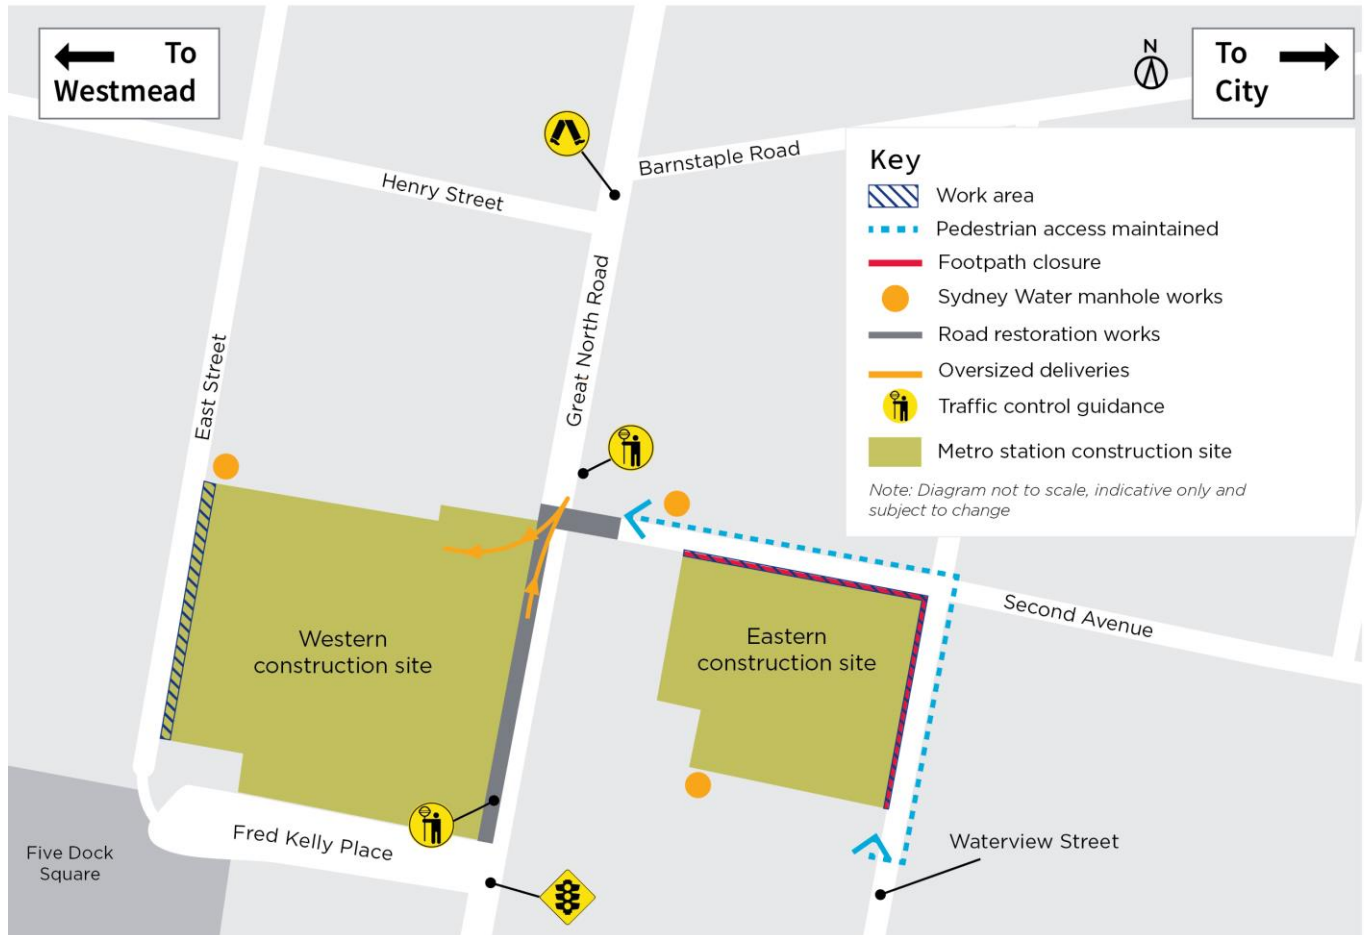 To
Westmead
N
To
City
Barnstaple Road
Henry Street
Key
Work area
Pedestrian access maintained
Footpath closure
Sydney Water manhole works
Road restoration works
Oversized deliveries
Traffic control guidance
Metro station construction site
Note: Diagram not to scale, indicative only and
subject to change
Great North Road
East Street
Second Avenue
Western
construction site
Eastern
construction site
Fred Kelly Place
Waterview Street
Five Dock
Square